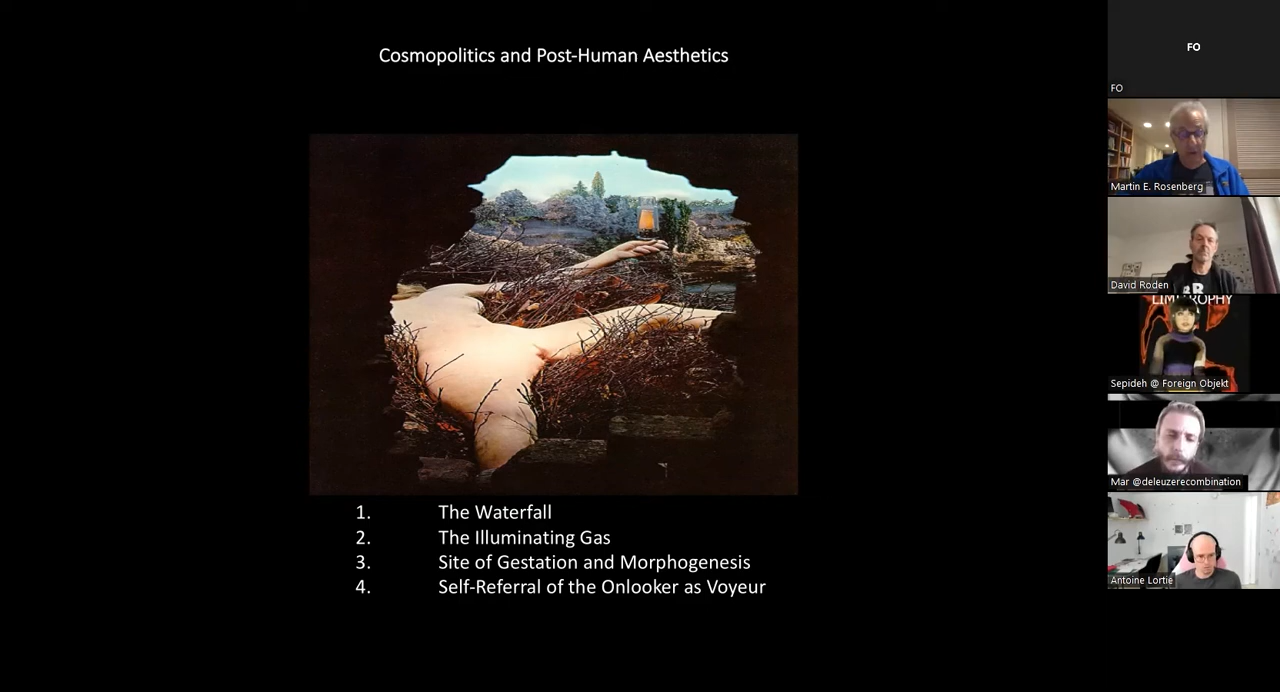 Cosmopolitics and Post-Human Aesthetics
1. The Waterfall
2. The Illuminating Gas
3. Site of Gestation and Morphogenesis
4. Self-Referral of the Onlooker as Voyeur
FO
FO
Martin E. Rosenberg
David Roden
LIMITROPHY
Sepideh @ Foreign Objekt
Mar @deleuzerecombination
Antoine Lortie